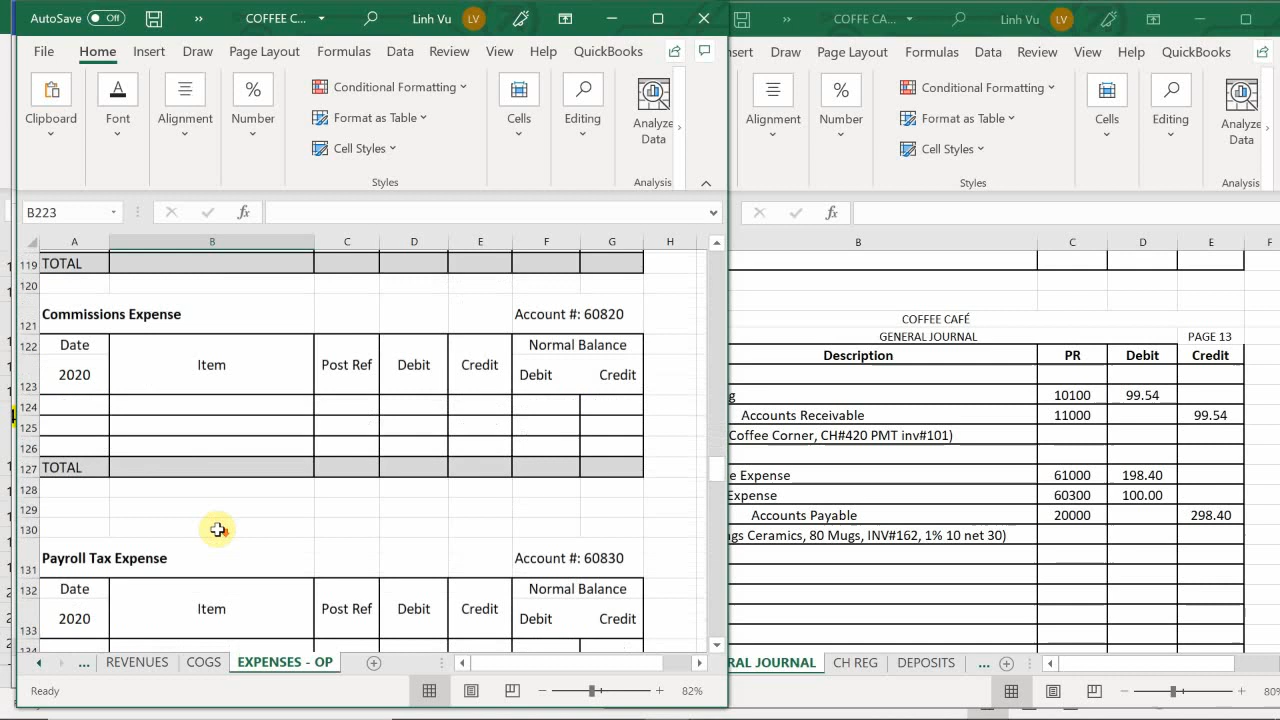 AutoSave Off COFFEE C... Linh Vu LV
File Home Insert Draw Page Layout Formulas Data Review View Help QuickBooks
Clipboard Font Alignment Number
Conditional Formatting
Format as Table
Cell Styles
Styles
Cells Editing Analyze Data
Analysis
B223
fx
A B C D E F G H
119 TOTAL
120
121 Commissions Expense Account #: 60820
122 Date Item Post Ref Debit Credit Normal Balance
123 2020 Debit Credit
124
125
126
127 TOTAL
128
129
130
131 Payroll Tax Expense Account #: 60830
132 Date Item Post Ref Debit Credit Normal Balance
133 2020 Debit Credit
134
... REVENUES COGS EXPENSES - OP
Ready 82%
COFFE CA... Linh Vu LV
nsert Draw Page Layout Formulas Data Review View Help QuickBooks
Alignment Number
Conditional Formatting
Format as Table
Cell Styles
Styles
Cells Editing Analyze Data
Analysis
fx
B C D E F
COFFEE CAFÉ
GENERAL JOURNAL PAGE 13
Description PR Debit Credit
g 10100 99.54
Accounts Receivable 11000 99.54
Coffee Corner, CH#420 PMT inv#101)
e Expense 61000 198.40
Expense 60300 100.00
Accounts Payable 20000 298.40
gs Ceramics, 80 Mugs, INV#162, 1% 10 net 30)
RAL JOURNAL CH REG DEPOSITS ...
80%